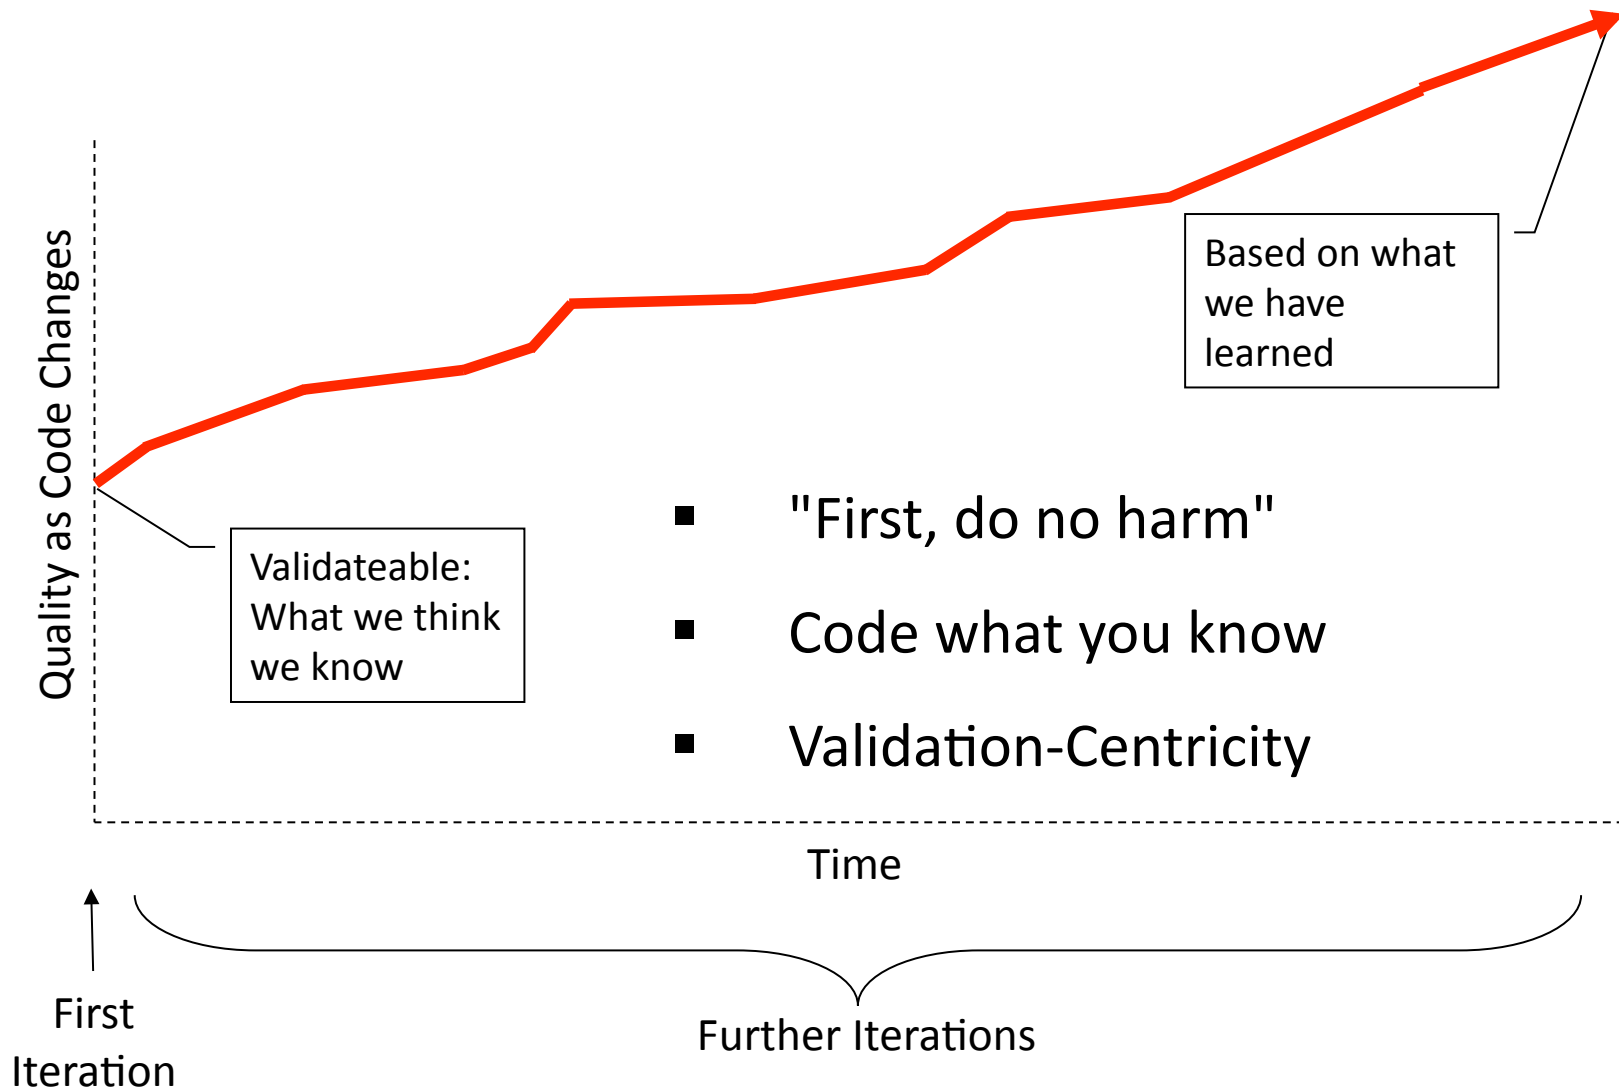 Quality as Code Changes
Based on what
we have
learned
Validateable:
What we think
we know
"First, do no harm"
Code what you know
Validation-Centricity
Time
First
Iteration
Further Iterations